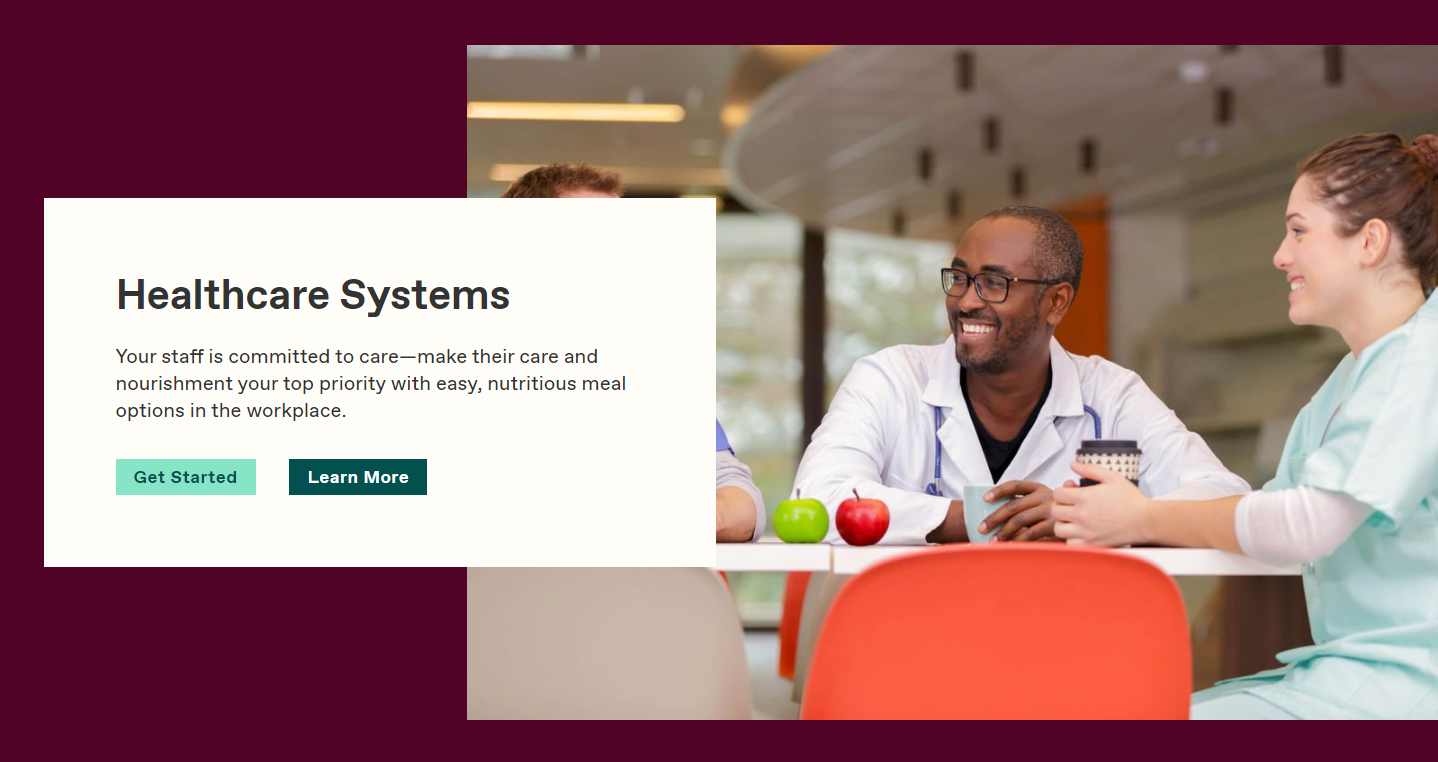 Healthcare Systems
Your staff is committed to care—make their care and
nourishment your top priority with easy, nutritious meal
options in the workplace.
Get Started
Learn More